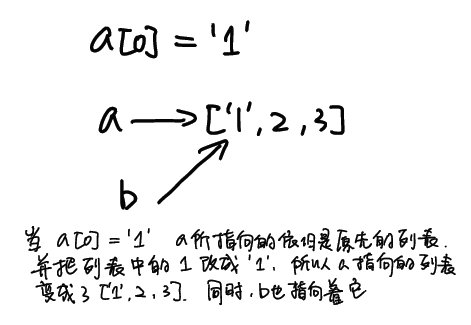 a[0] = '1'
a → ['1', 2, 3]
b
当 a[0] = '1' a所指向的依旧是原先的列表.
并把列表中的 1 改成 '1'. 所以 a 指向的列表
变成了 ['1', 2, 3]. 同时, b也指向着它